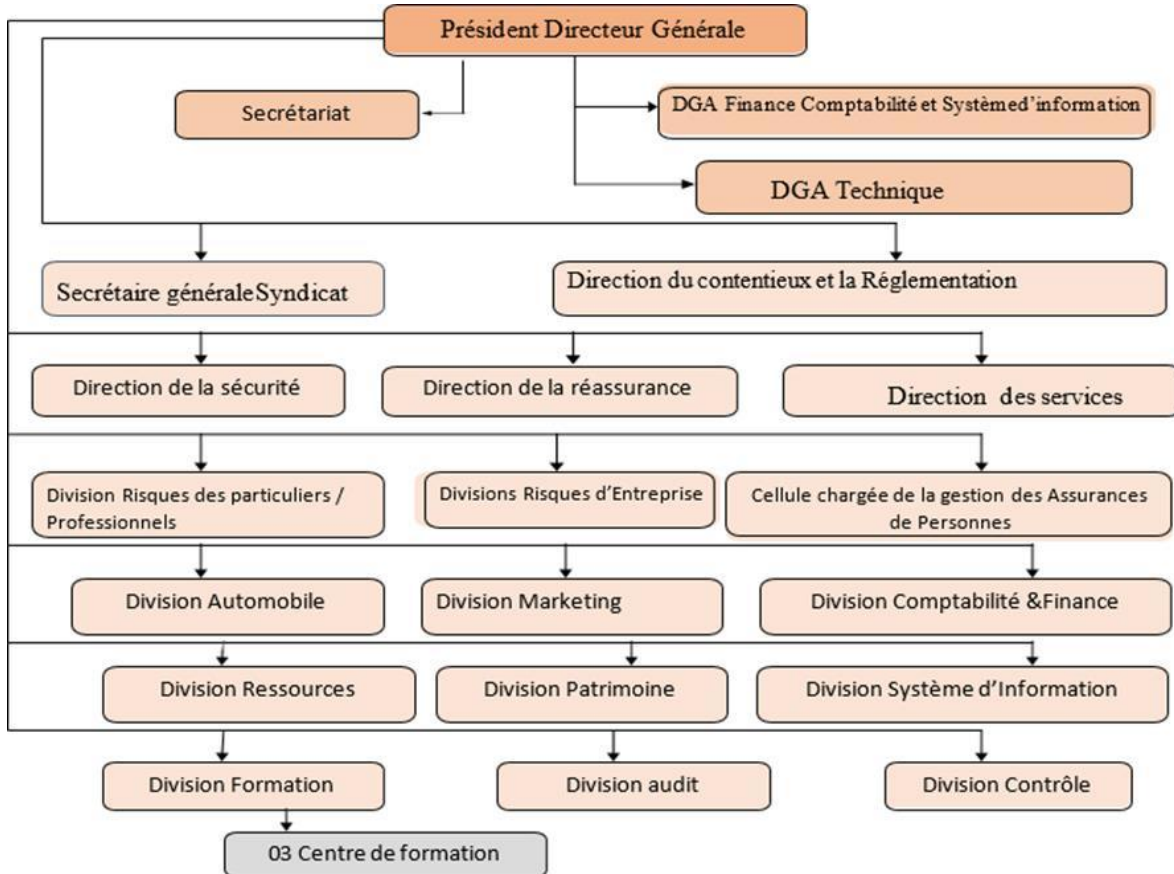 Président Directeur Générale
Secrétariat
DGA Finance Comptabilité et Systèmed'information
DGA Technique
Secrétaire généraleSyndicat
Direction du contentieux et la Réglementation
Direction de la sécurité
Direction de la réassurance
Direction des services
Division Risques des particuliers /
Professionnels
Divisions Risques d'Entreprise
Cellule chargée de la gestion des Assurances
de Personnes
Division Automobile
Division Marketing
Division Comptabilité &Finance
Division Ressources
Division Patrimoine
Division Système d'Information
Division Formation
Division audit
Division Contrôle
03 Centre de formation